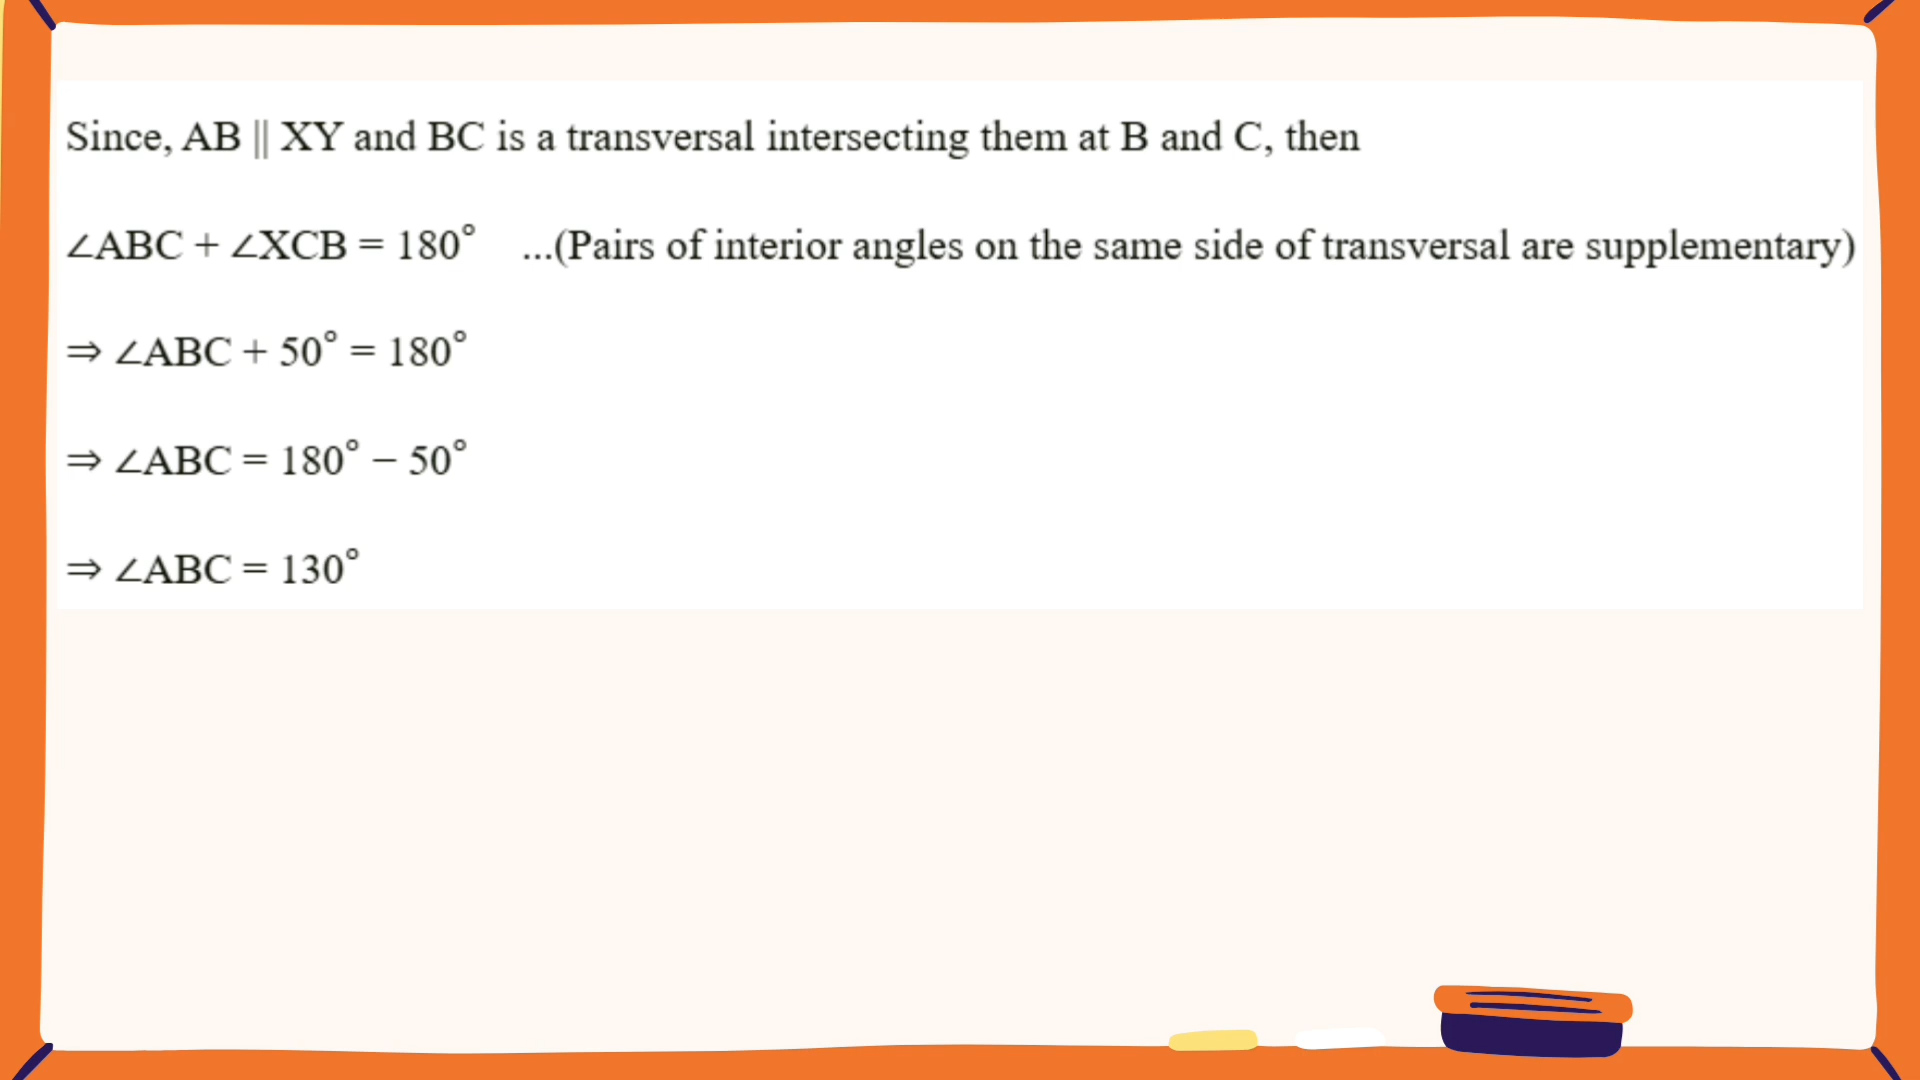 Since, AB || XY and BC is a transversal intersecting them at B and C, then
∠ABC + ∠XCB = 180° ...(Pairs of interior angles on the same side of transversal are supplementary)
⇒ ∠ABC + 50° = 180°
⇒ ∠ABC = 180° − 50°
⇒ ∠ABC = 130°